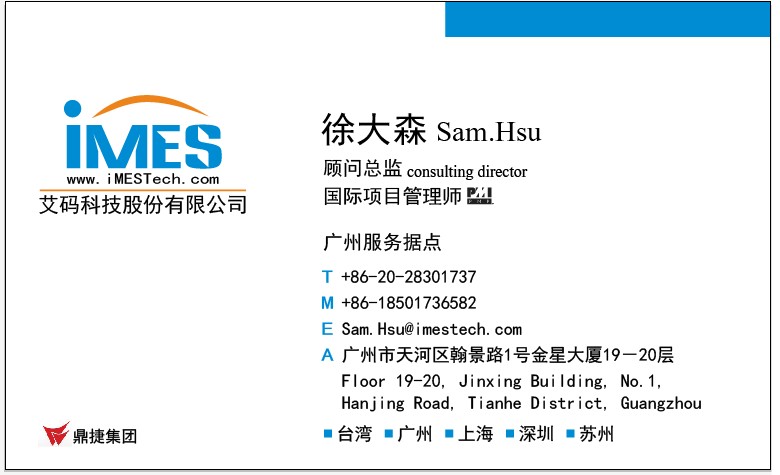 iMES
www.iMESTech.com
艾码科技股份有限公司
徐大森 Sam.Hsu
顾问总监 consulting director
国际项目管理师 PMI
广州服务据点
T +86-20-28301737
M +86-18501736582
E Sam.Hsu@imestech.com
A 广州市天河区翰景路1号金星大厦19－20层
Floor 19-20, Jinxing Building, No.1,
Hanjing Road, Tianhe District, Guangzhou
鼎捷集团
台湾 广州 上海 深圳 苏州